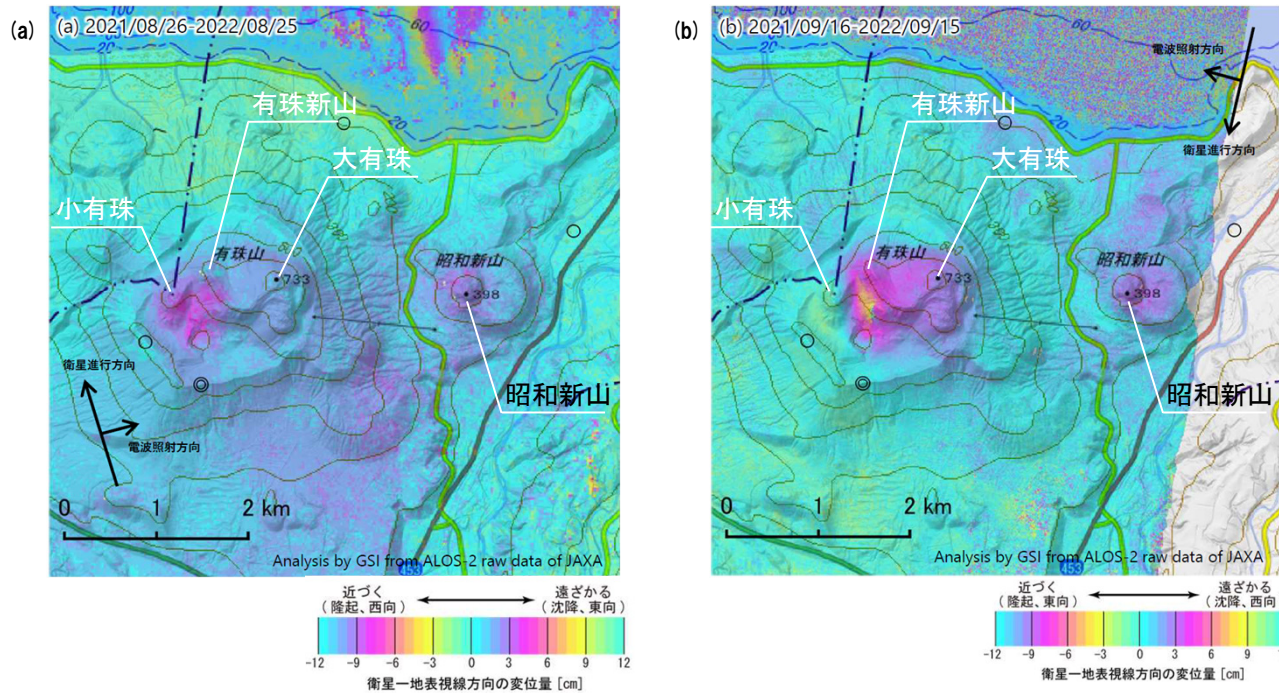 (a)
(a) 2021/08/26-2022/08/25
60
20
20
有珠新山
大有珠
小有珠
有珠山
733
昭和新山
398
昭和新山
衛星進行方向
電波照射方向
0 1 2 km
Analysis by GSI from ALOS-2 raw data of JAXA
453
近づく
(隆起、西向)
遠ざかる
(沈降、東向)
-12 -9 -6 -3 0 3 6 9 12
衛星−地表視線方向の変位量 [cm]
(b)
(b) 2021/09/16-2022/09/15
60
20
20
電波照射方向
衛星進行方向
有珠新山
大有珠
小有珠
有珠山
733
昭和新山
398
昭和新山
0 1 2 km
Analysis by GSI from ALOS-2 raw data of JAXA
453
近づく
(隆起、東向)
遠ざかる
(沈降、西向
-12 -9 -6 -3 0 3 6 9
衛星−地表視線方向の変位量 [cm]